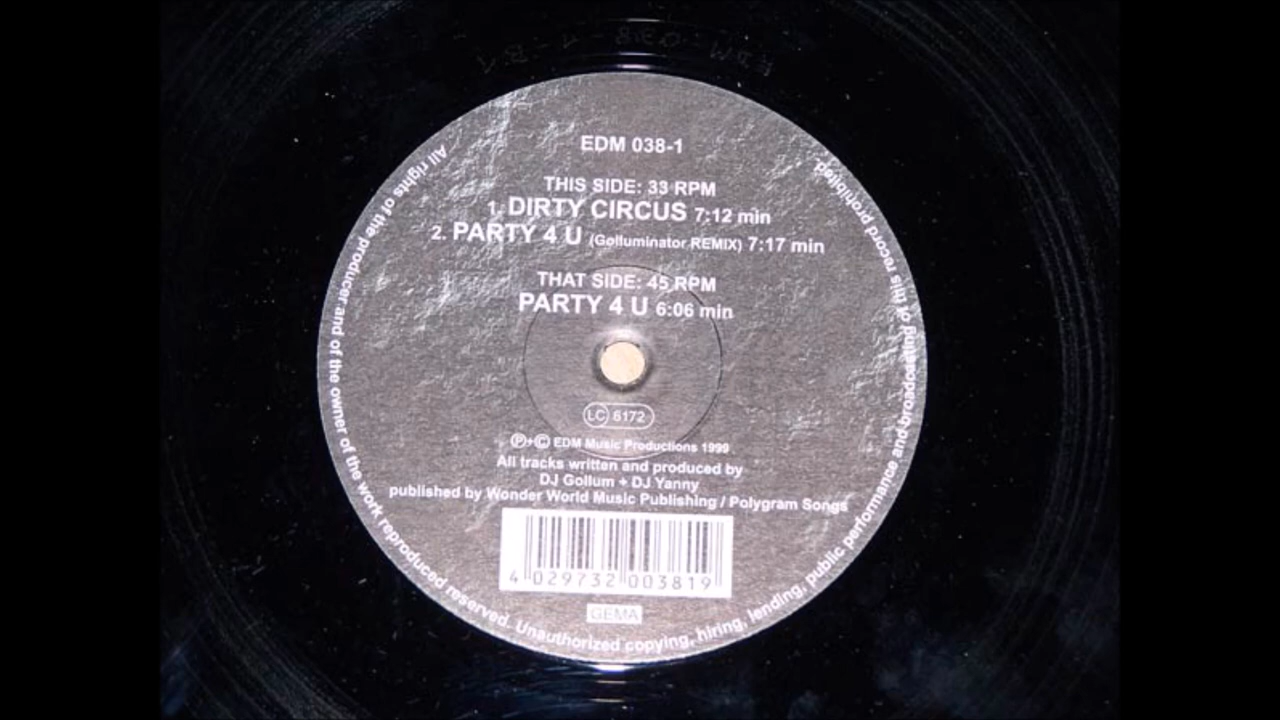 EDM-038-1-B1
EDM 038-1
THIS SIDE: 33 RPM
1. DIRTY CIRCUS 7:12 min
2. PARTY 4 U (Golluminator REMIX) 7:17 min
THAT SIDE: 45 RPM
PARTY 4 U 6:06 min
LC 6172
Ⓟ+© EDM Music Productions 1999
All tracks written and produced by
DJ Gollum + DJ Yanny
published by Wonder World Music Publishing / Polygram Songs
4 029732 003819
GEMA
All rights of the producer and of the owner of the work reproduced reserved. Unauthorized copying, hiring, lending, public performance and broadcasting of this record prohibited.